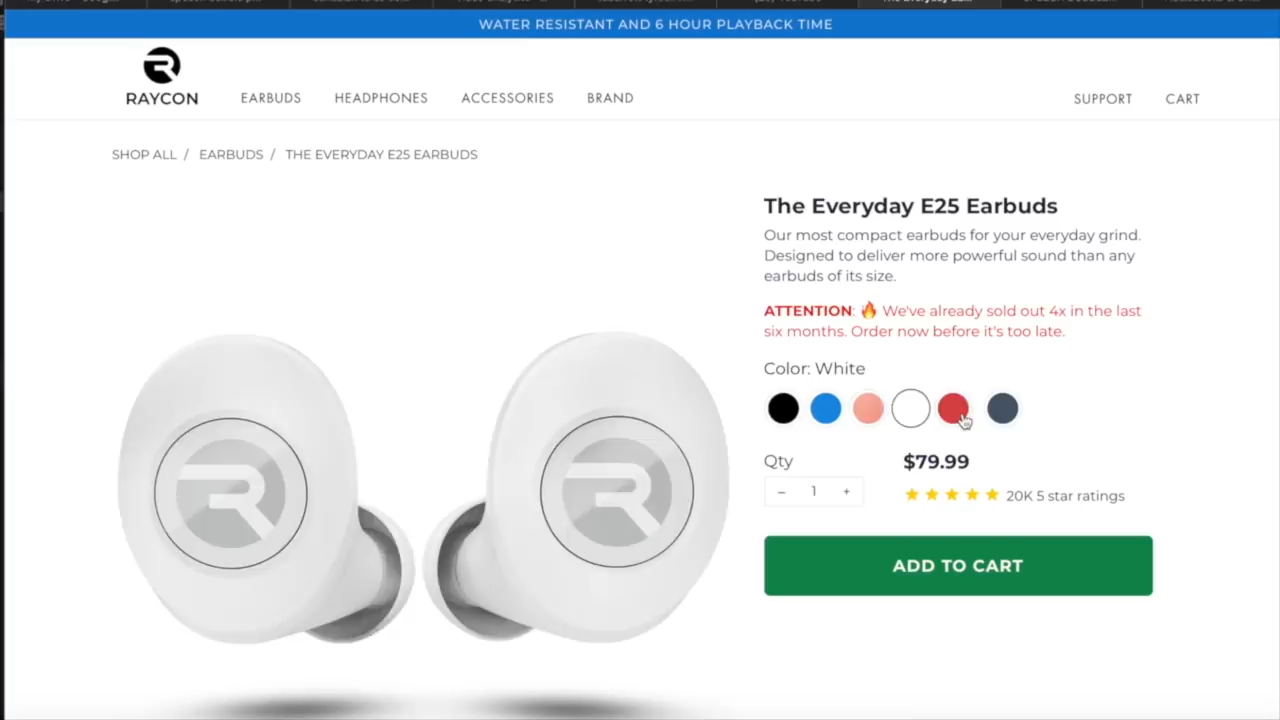 WATER RESISTANT AND 6 HOUR PLAYBACK TIME
RAYCON
EARBUDS
HEADPHONES
ACCESSORIES
BRAND
SUPPORT
CART
SHOP ALL / EARBUDS / THE EVERYDAY E25 EARBUDS
The Everyday E25 Earbuds
Our most compact earbuds for your everyday grind.
Designed to deliver more powerful sound than any
earbuds of its size.
ATTENTION: 🔥 We've already sold out 4x in the last
six months. Order now before it's too late.
Color: White
Qty
$79.99
– 1 +
20K 5 star ratings
ADD TO CART